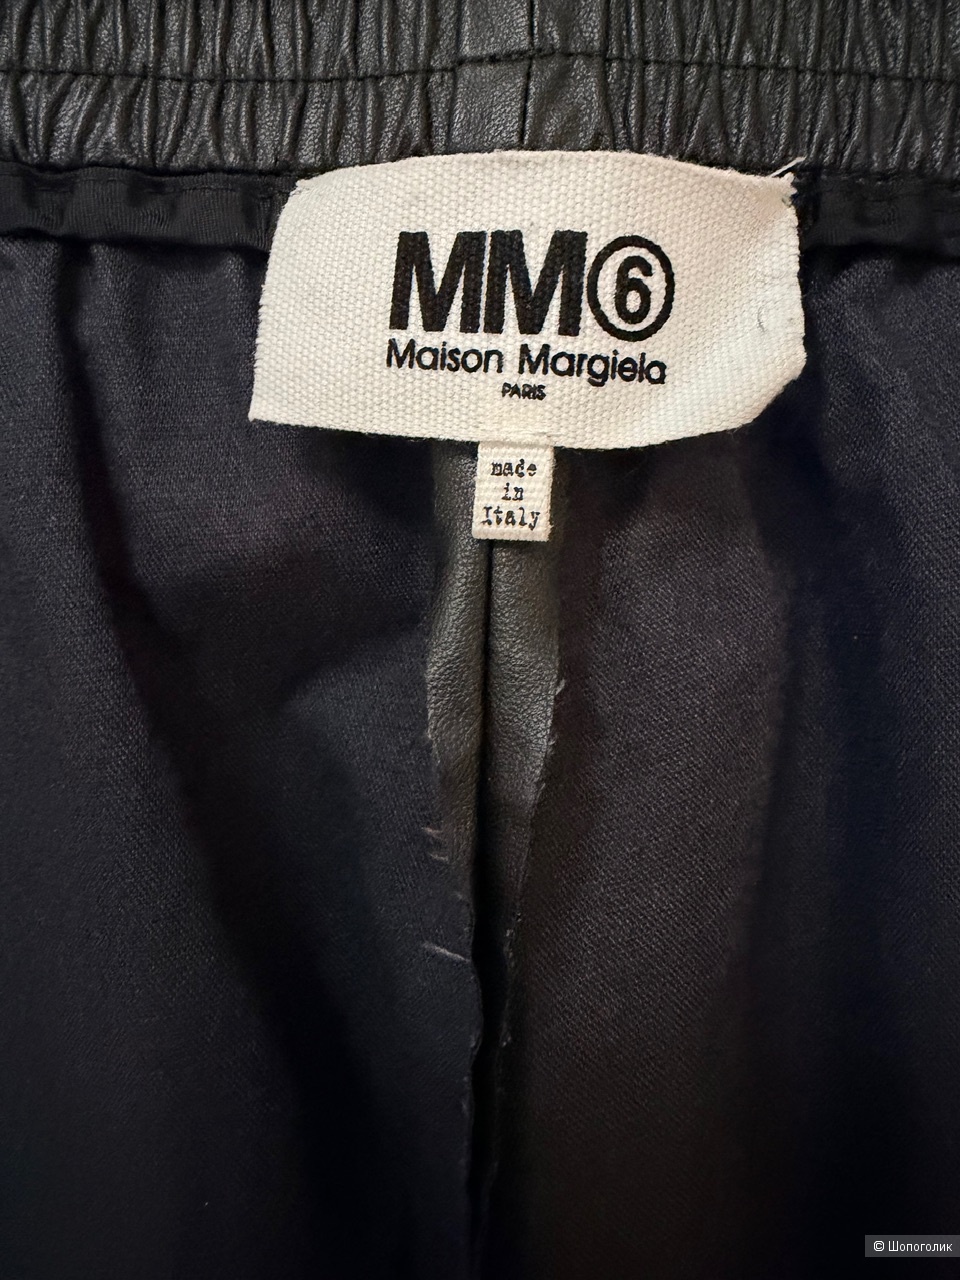 MM⑥
Maison Margiela
PARIS
made
in
Italy
© Шопоголик